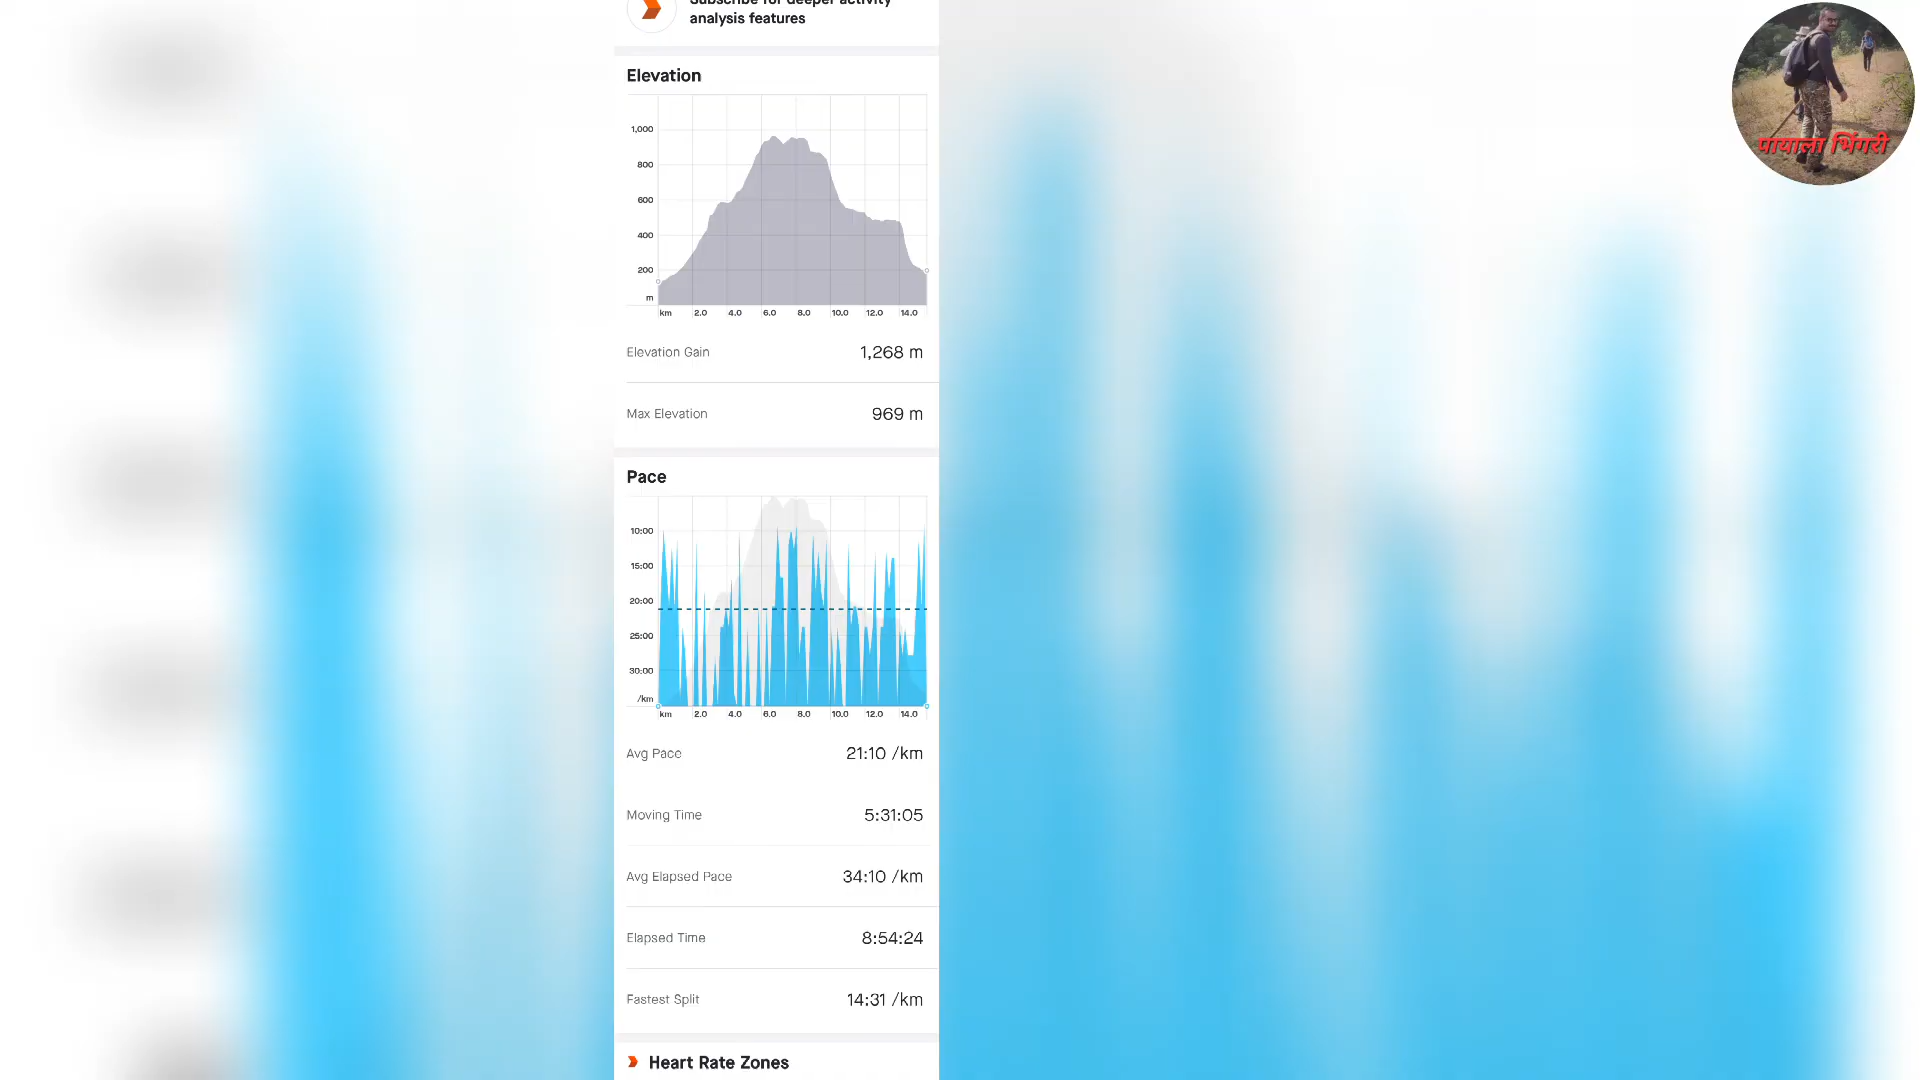 Subscribe for deeper activity
analysis features
पायाला भिंगरी
Elevation
1,000
800
600
400
200
m
km 2.0 4.0 6.0 8.0 10.0 12.0 14.0
Elevation Gain 1,268 m
Max Elevation 969 m
Pace
10:00
15:00
20:00
25:00
30:00
/km
km 2.0 4.0 6.0 8.0 10.0 12.0 14.0
Avg Pace 21:10 /km
Moving Time 5:31:05
Avg Elapsed Pace 34:10 /km
Elapsed Time 8:54:24
Fastest Split 14:31 /km
Heart Rate Zones